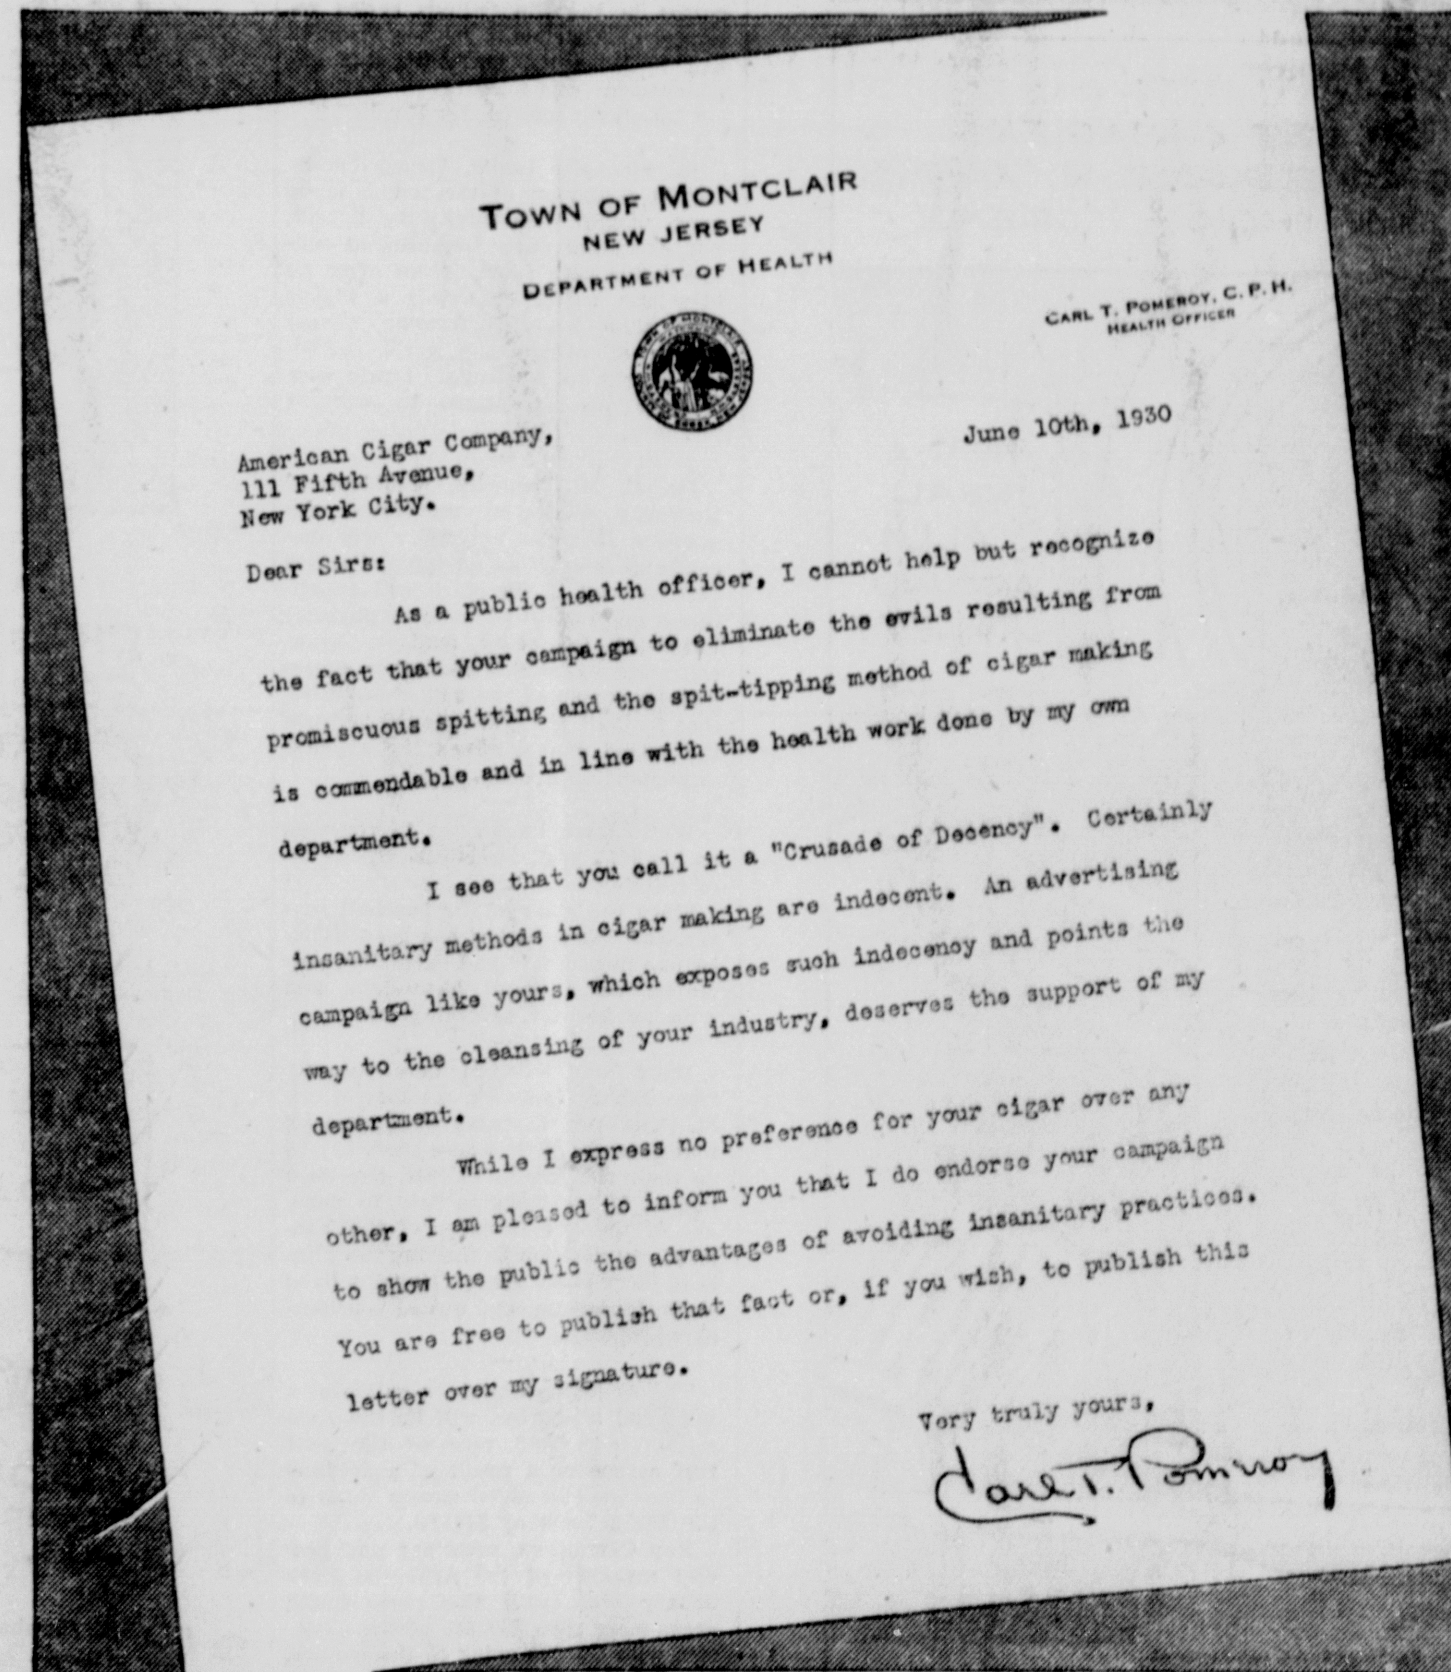 TOWN OF MONTCLAIR
NEW JERSEY
DEPARTMENT OF HEALTH
CARL T. POMEROY, C. P. H.
HEALTH OFFICER
June 10th, 1930
American Cigar Company,
111 Fifth Avenue,
New York City.
Dear Sirs:
As a public health officer, I cannot help but recognize
the fact that your campaign to eliminate the evils resulting from
promiscuous spitting and the spit-tipping method of cigar making
is commendable and in line with the health work done by my own
department.
I see that you call it a "Crusade of Decency". Certainly
insanitary methods in cigar making are indecent. An advertising
campaign like yours, which exposes such indecency and points the
way to the cleansing of your industry, deserves the support of my
department.
While I express no preference for your cigar over any
other, I am pleased to inform you that I do endorse your campaign
to show the public the advantages of avoiding insanitary practices.
You are free to publish that fact or, if you wish, to publish this
letter over my signature.
Very truly yours,
Carl T. Pomeroy